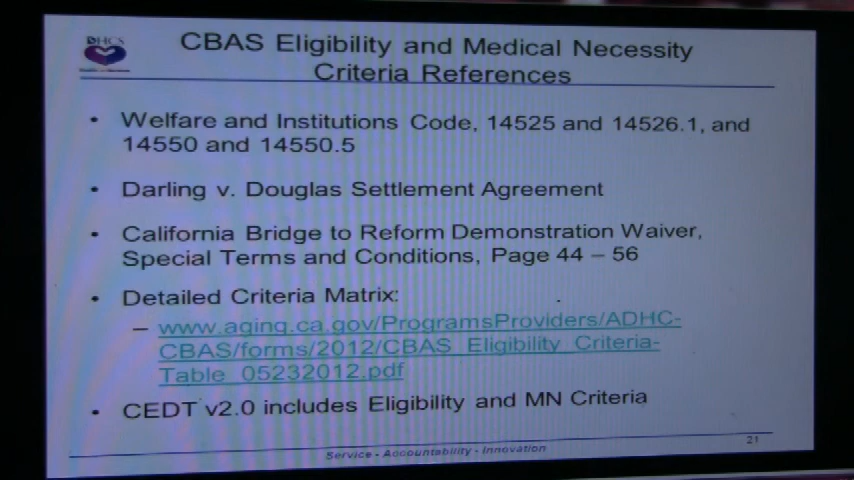 DHCS
CBAS Eligibility and Medical Necessity
Criteria References
• Welfare and Institutions Code, 14525 and 14526.1, and
14550 and 14550.5
• Darling v. Douglas Settlement Agreement
• California Bridge to Reform Demonstration Waiver,
Special Terms and Conditions, Page 44 – 56
• Detailed Criteria Matrix:
– www.aging.ca.gov/ProgramsProviders/ADHC-
CBAS/forms/2012/CBAS_Eligibility_Criteria-
Table_05232012.pdf
• CEDT v2.0 includes Eligibility and MN Criteria
21
Service - Accountability - Innovation